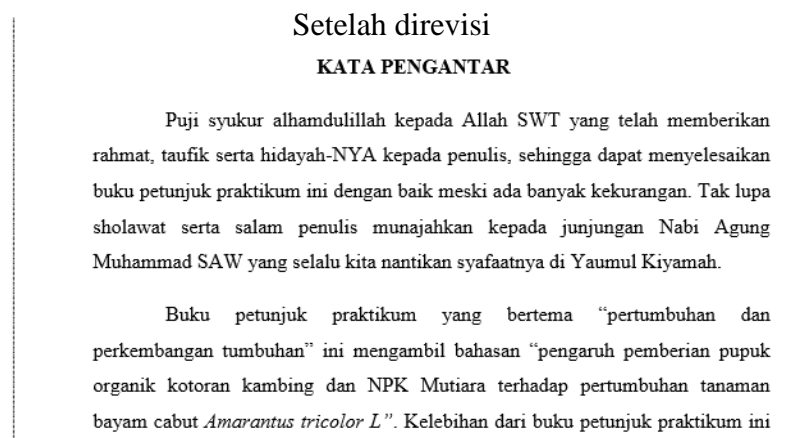 Setelah direvisi
KATA PENGANTAR
Puji syukur alhamdulillah kepada Allah SWT yang telah memberikan
rahmat, taufik serta hidayah-NYA kepada penulis, sehingga dapat menyelesaikan
buku petunjuk praktikum ini dengan baik meski ada banyak kekurangan. Tak lupa
sholawat serta salam penulis munajahkan kepada junjungan Nabi Agung
Muhammad SAW yang selalu kita nantikan syafaatnya di Yaumul Kiyamah.
Buku petunjuk praktikum yang bertema “pertumbuhan dan
perkembangan tumbuhan” ini mengambil bahasan “pengaruh pemberian pupuk
organik kotoran kambing dan NPK Mutiara terhadap pertumbuhan tanaman
bayam cabut Amarantus tricolor L”. Kelebihan dari buku petunjuk praktikum ini